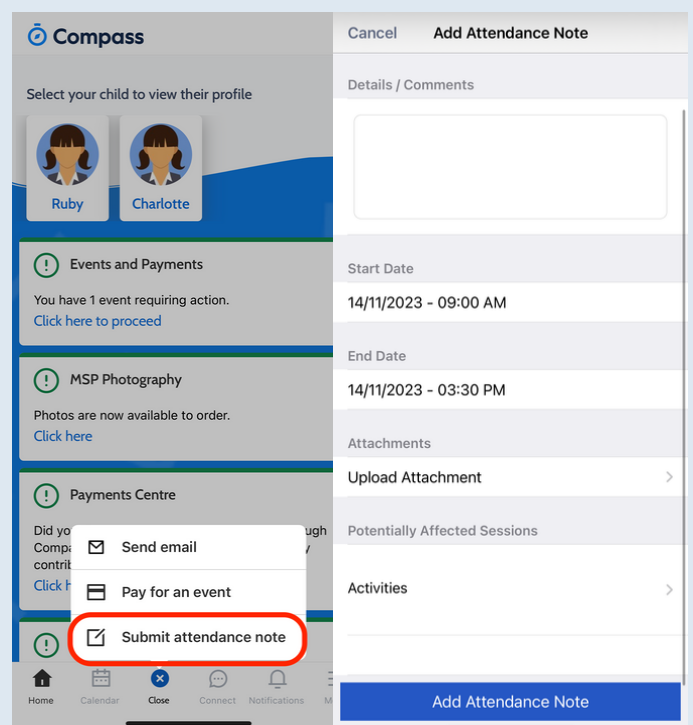 Compass
Select your child to view their profile
Ruby
Charlotte
Events and Payments
You have 1 event requiring action.
Click here to proceed
MSP Photography
Photos are now available to order.
Click here
Payments Centre
Did yo ugh
Compa y
contrib
Click h
Send email
Pay for an event
Submit attendance note
Home
Calendar
Close
Connect
Notifications
M
Cancel
Add Attendance Note
Details / Comments
Start Date
14/11/2023 - 09:00 AM
End Date
14/11/2023 - 03:30 PM
Attachments
Upload Attachment
Potentially Affected Sessions
Activities
Add Attendance Note